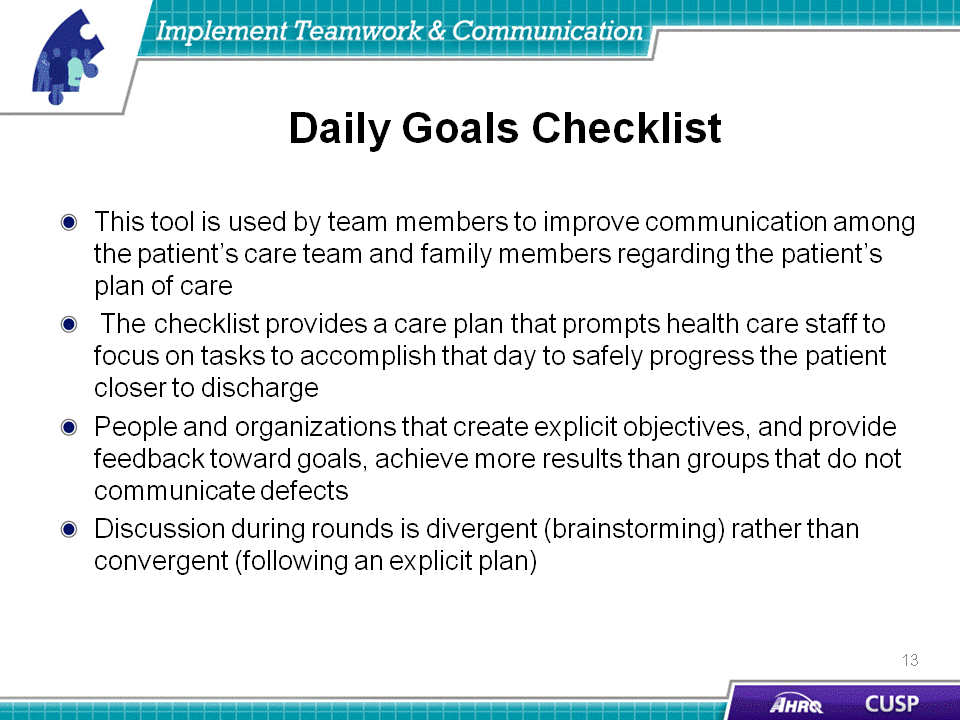 Implement Teamwork & Communication
Daily Goals Checklist
This tool is used by team members to improve communication among
the patient's care team and family members regarding the patient's
plan of care
The checklist provides a care plan that prompts health care staff to
focus on tasks to accomplish that day to safely progress the patient
closer to discharge
People and organizations that create explicit objectives, and provide
feedback toward goals, achieve more results than groups that do not
communicate defects
Discussion during rounds is divergent (brainstorming) rather than
convergent (following an explicit plan)
13
AHRQ CUSP